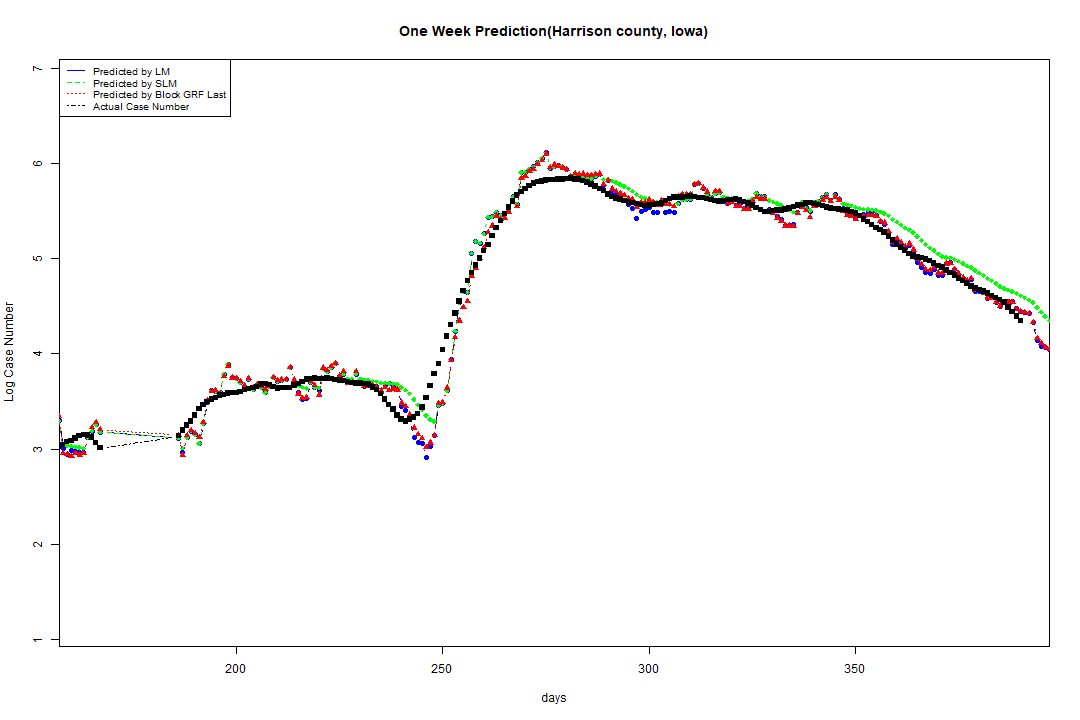 One Week Prediction(Harrison county, Iowa)
Predicted by LM
Predicted by SLM
Predicted by Block GRF Last
Actual Case Number
7
6
5
4
3
2
1
Log Case Number
200
250
300
350
days